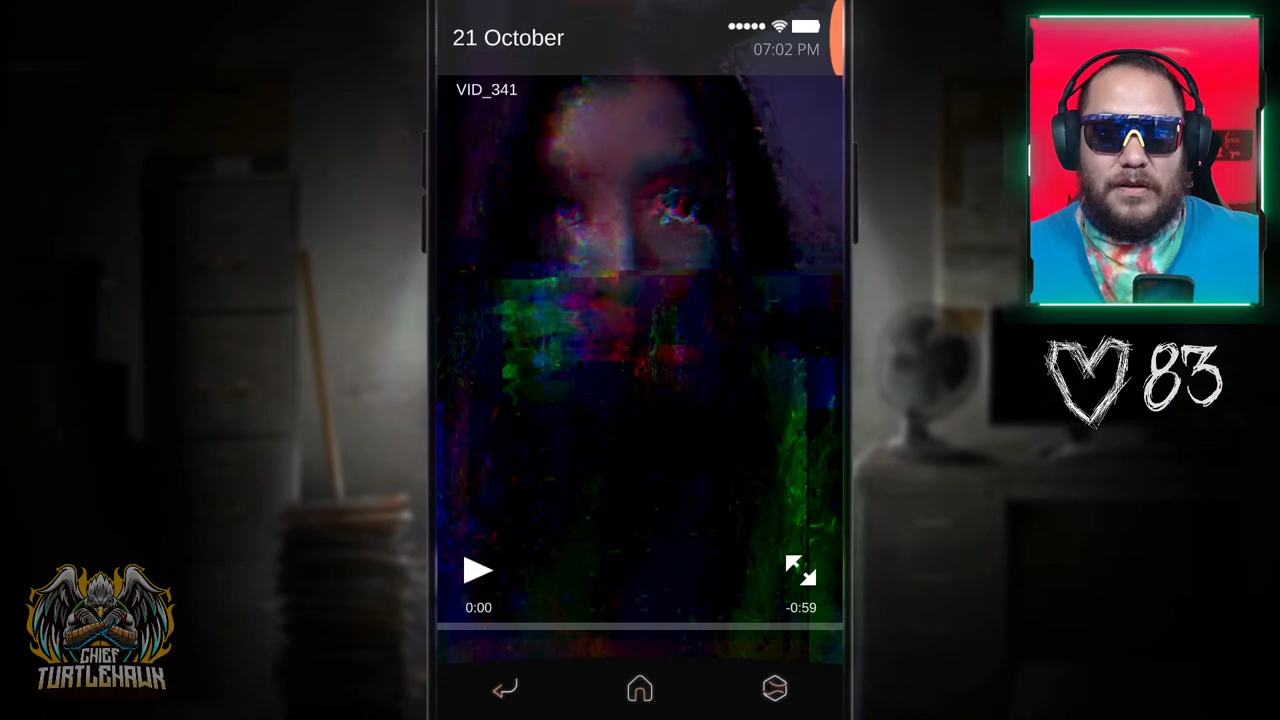 21 October
07:02 PM
VID_341
0:00
-0:59
83
CHIEF
TURTLEHAWK